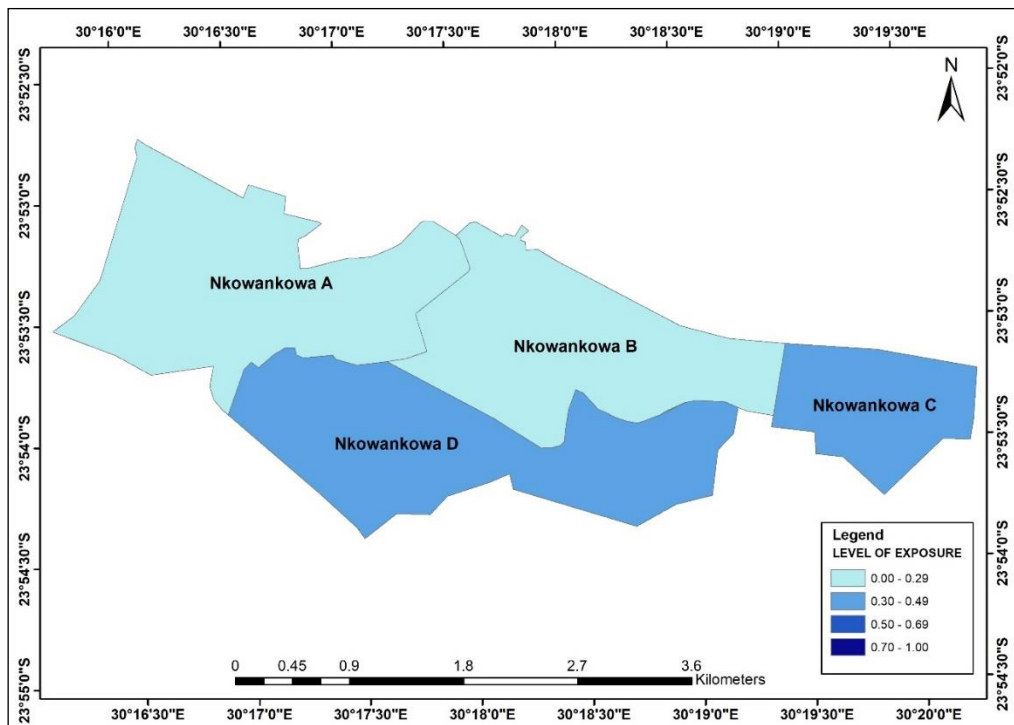 30°16'0"E 30°16'30"E 30°17'0"E 30°17'30"E 30°18'0"E 30°18'30"E 30°19'0"E 30°19'30"E
N
23°52'30"S
23°53'0"S
23°53'30"S
23°54'0"S
23°54'30"S
23°55'0"S
23°52'0"S
23°52'30"S
23°53'0"S
23°53'30"S
23°54'0"S
23°54'30"S
Nkowankowa A
Nkowankowa B
Nkowankowa C
Nkowankowa D
Legend
LEVEL OF EXPOSURE
0.00 - 0.29
0.30 - 0.49
0.50 - 0.69
0.70 - 1.00
0 0.45 0.9 1.8 2.7 3.6
Kilometers
30°16'30"E 30°17'0"E 30°17'30"E 30°18'0"E 30°18'30"E 30°19'0"E 30°19'30"E 30°20'0"E